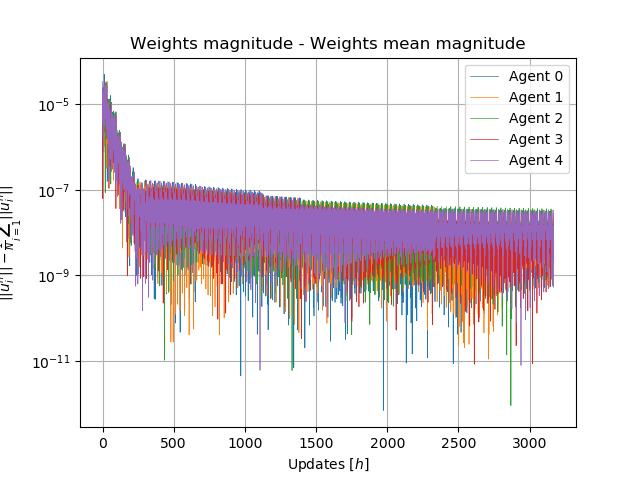 Weights magnitude - Weights mean magnitude
10⁻⁵
10⁻⁷
10⁻⁹
10⁻¹¹
0 500 1000 1500 2000 2500 3000
Updates [h]
Agent 0
Agent 1
Agent 2
Agent 3
Agent 4